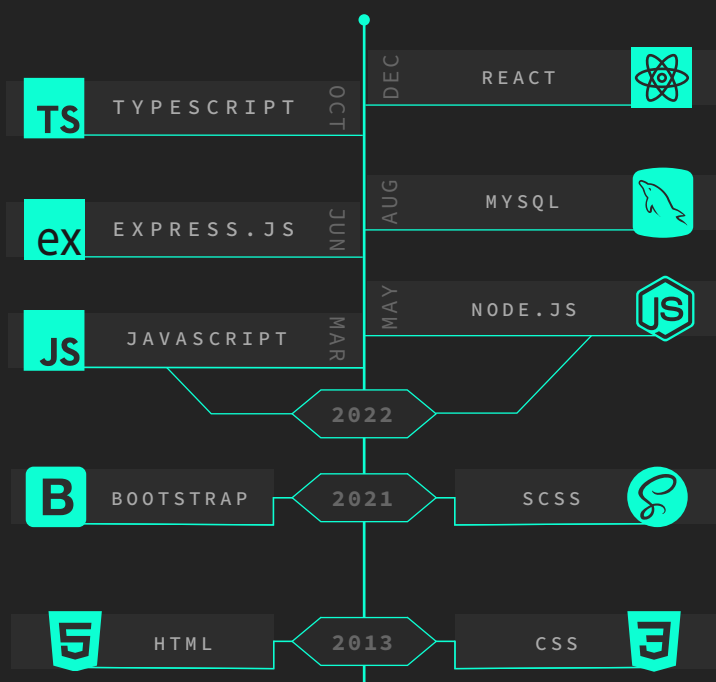 DEC
REACT
TS
TYPESCRIPT
OCT
AUG
MYSQL
ex
EXPRESS.JS
JUN
MAY
NODE.JS
JS
JS
JAVASCRIPT
MAR
2022
B
BOOTSTRAP
2021
SCSS
5
HTML
2013
CSS
3